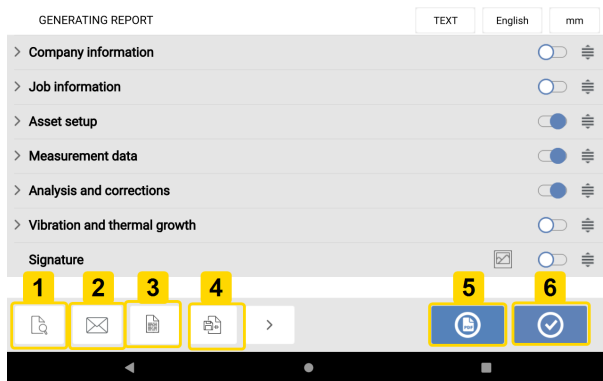 GENERATING REPORT TEXT English mm
Company information
Job information
Asset setup
Measurement data
Analysis and corrections
Vibration and thermal growth
Signature
1 2 3 4 5 6
PDF